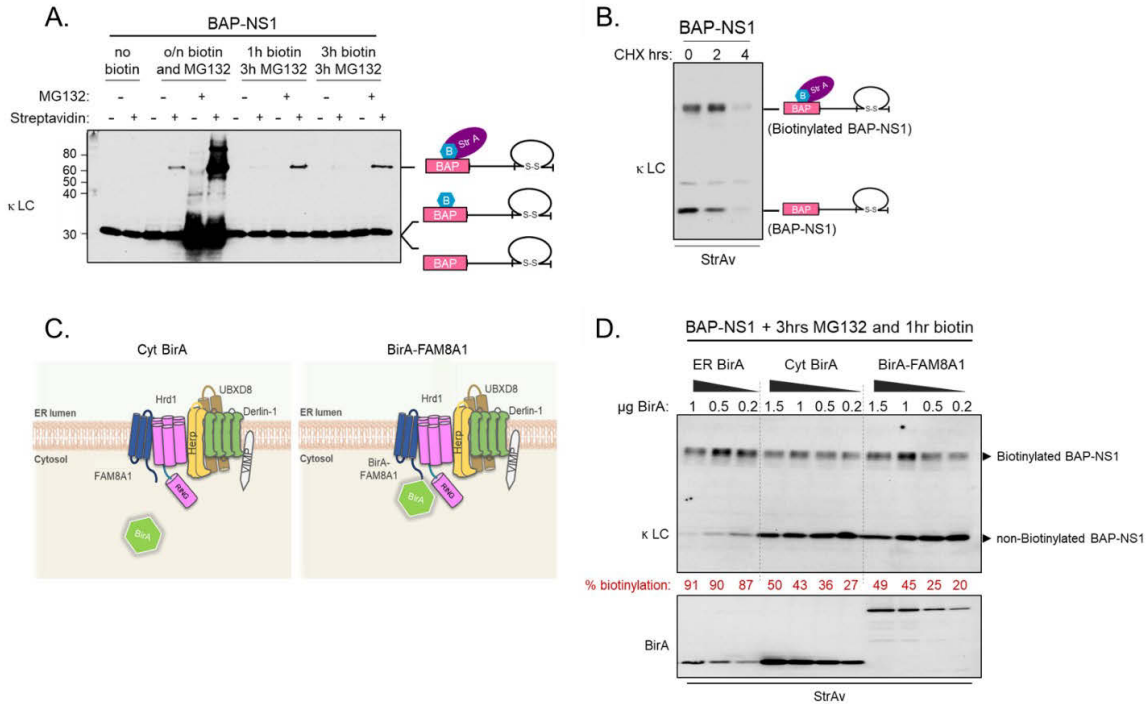 A.
BAP-NS1
no biotin
o/n biotin and MG132
1h biotin 3h MG132
3h biotin 3h MG132
MG132: - + - + - +
Streptavidin: - + - + - + - + - + - + - +
80
60
50
40
30
κ LC
B
Str A
BAP
S-S
B
BAP
S-S
BAP
S-S
B.
BAP-NS1
CHX hrs: 0 2 4
κ LC
B
Str A
BAP
S-S
(Biotinylated BAP-NS1)
BAP
S-S
(BAP-NS1)
StrAv
C.
Cyt BirA
Hrd1
UBXD8
Derlin-1
ER lumen
Herp
Cytosol
FAM8A1
RING
VIMP
BirA
BirA-FAM8A1
Hrd1
UBXD8
Derlin-1
ER lumen
Herp
Cytosol
BirA-
FAM8A1
BirA
RING
VIMP
D.
BAP-NS1 + 3hrs MG132 and 1hr biotin
ER BirA Cyt BirA BirA-FAM8A1
µg BirA: 1 0.5 0.2 1.5 1 0.5 0.2 1.5 1 0.5 0.2
Biotinylated BAP-NS1
κ LC
non-Biotinylated BAP-NS1
% biotinylation: 91 90 87 50 43 36 27 49 45 25 20
BirA
StrAv